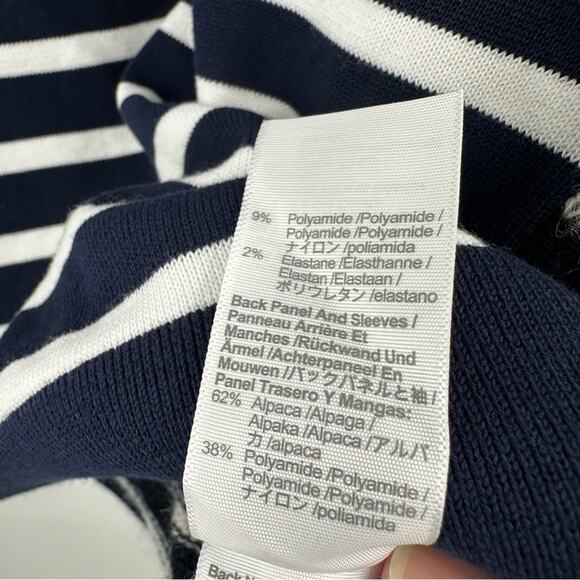 9% Polyamide /Polyamide /
Polyamide /Polyamide /
ナイロン /poliamida
2% Elastane /Élasthanne /
Elastan /Elastaan /
ポリウレタン /elastano
Back Panel And Sleeves /
Panneau Arrière Et
Manches /Rückwand Und
Ärmel /Achterpaneel En
Mouwen //バックパネルと袖 /
Panel Trasero Y Mangas:
62% Alpaca /Alpaga /
Alpaka /Alpaca /アルパ
カ /alpaca
38% Polyamide /Polyamide /
Polyamide /Polyamide /
ナイロン /poliamida
Back